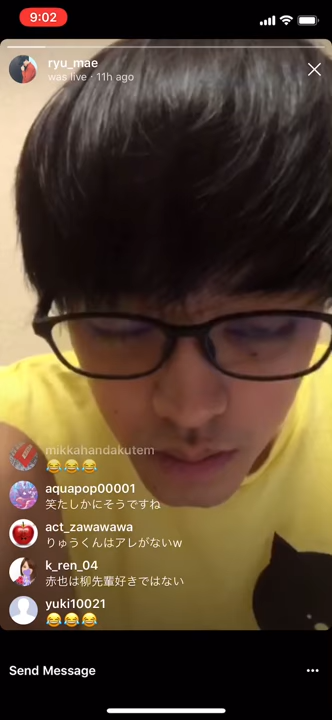 9:02
ryu_mae
was live · 11h ago
mikkahandakutem
😂😂😂
aquapop00001
笑たしかにそうですね
act_zawawawa
りゅうくんはアレがないw
k_ren_04
赤也は柳先輩好きではない
yuki10021
😂😂😂
Send Message